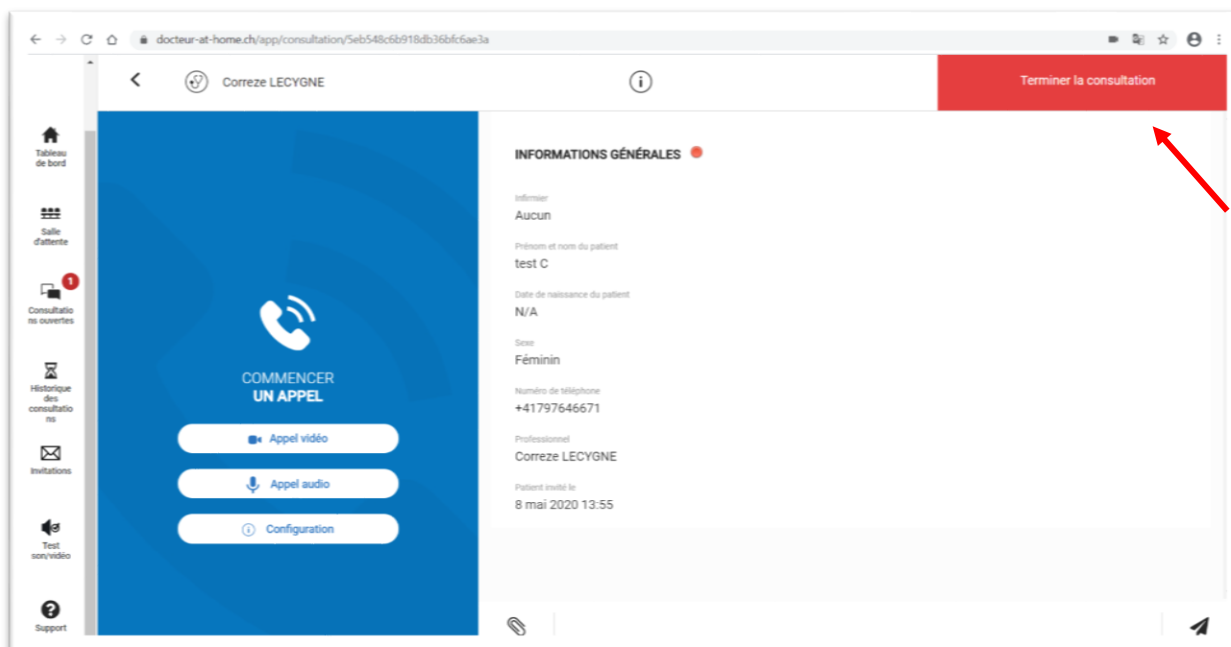 docteur-at-home.ch/app/consultation/5eb548c6b918db36bfc6ae3a
Correze LECYGNE
Terminer la consultation
Tableau
de bord
Salle
d'attente
1
Consultatio
ns ouvertes
Historique
des
consultatio
ns
Invitations
Test
son/vidéo
Support
COMMENCER
UN APPEL
Appel vidéo
Appel audio
Configuration
INFORMATIONS GÉNÉRALES
Infirmier
Aucun
Prénom et nom du patient
test C
Date de naissance du patient
N/A
Sexe
Féminin
Numéro de téléphone
+41797646671
Professionnel
Correze LECYGNE
Patient invité le
8 mai 2020 13:55